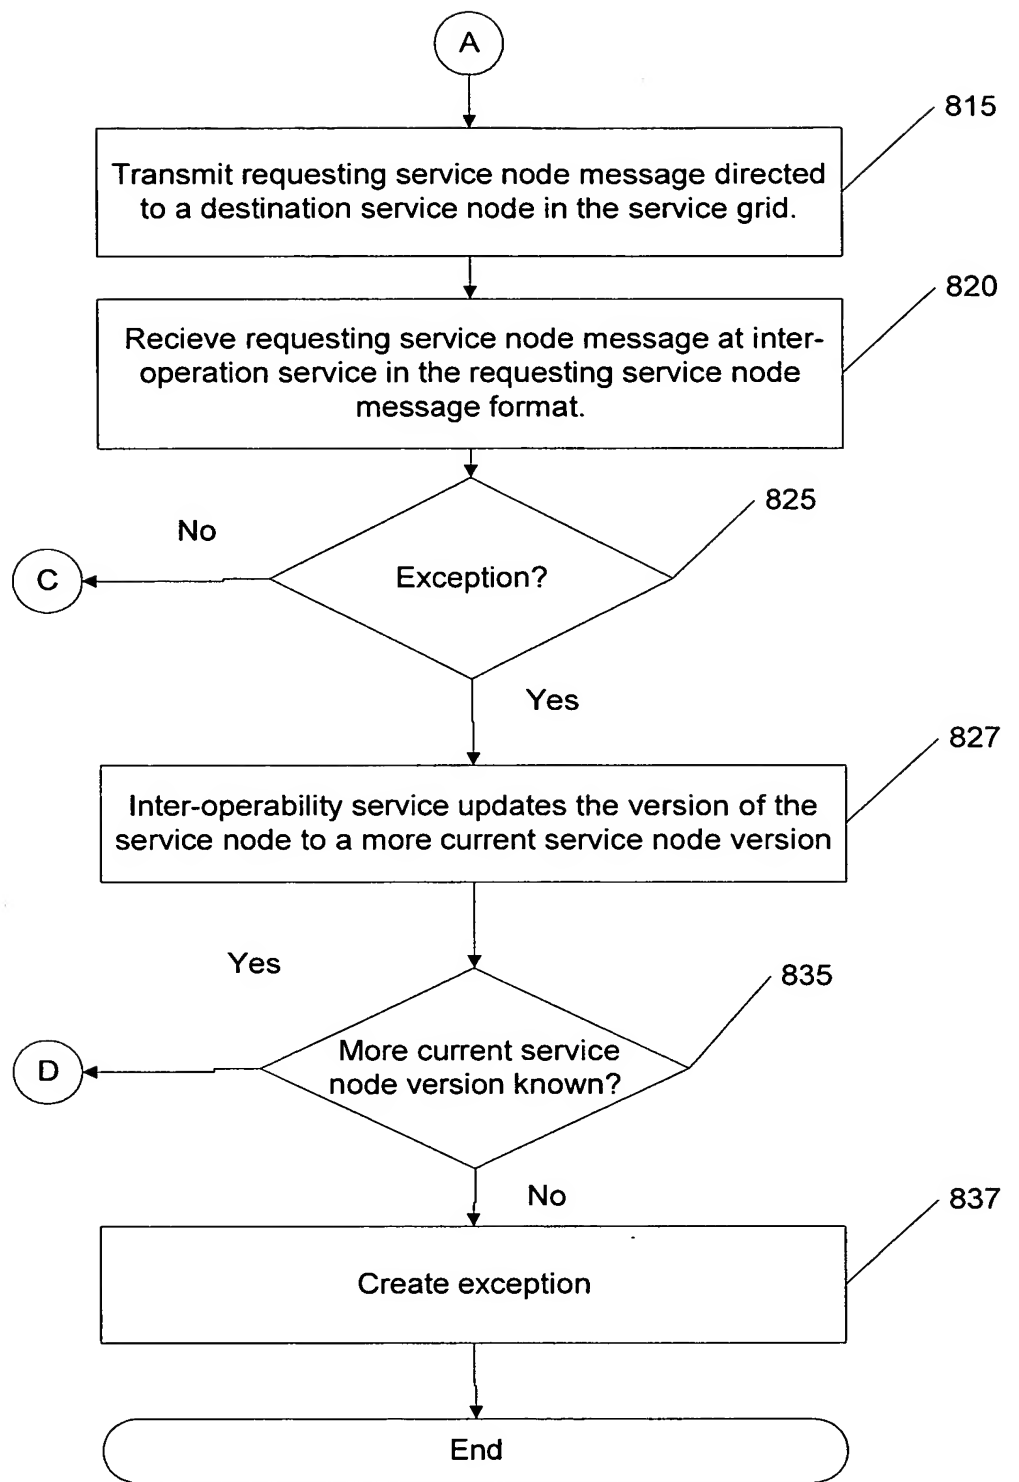 A
815
Transmit requesting service node message directed
to a destination service node in the service grid.
820
Recieve requesting service node message at inter-
operation service in the requesting service node
message format.
825
No
C
Exception?
Yes
827
Inter-operability service updates the version of the
service node to a more current service node version
Yes
835
D
More current service
node version known?
No
837
Create exception
End